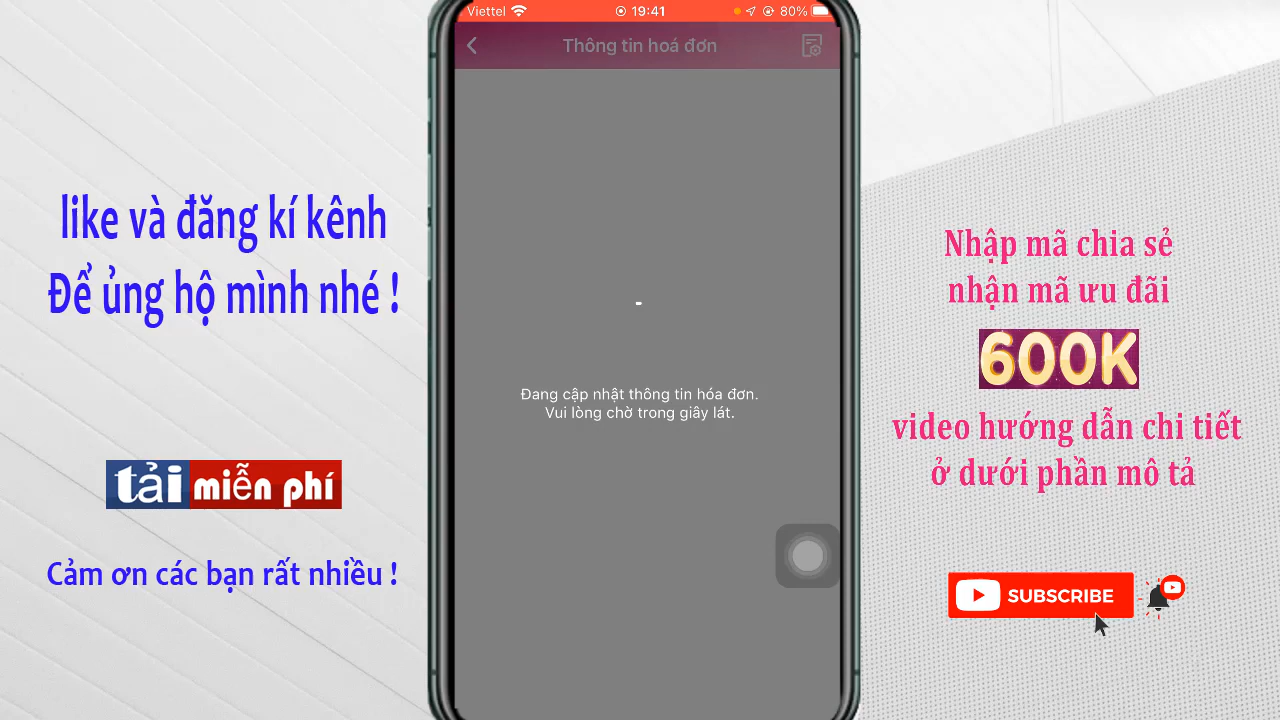 Viettel
19:41
80%
Thông tin hoá đơn
like và đăng kí kênh
Để ủng hộ mình nhé !
tải miễn phí
Cảm ơn các bạn rất nhiều !
Đang cập nhật thông tin hóa đơn.
Vui lòng chờ trong giây lát.
Nhập mã chia sẻ
nhận mã ưu đãi
600K
video hướng dẫn chi tiết
ở dưới phần mô tả
SUBSCRIBE